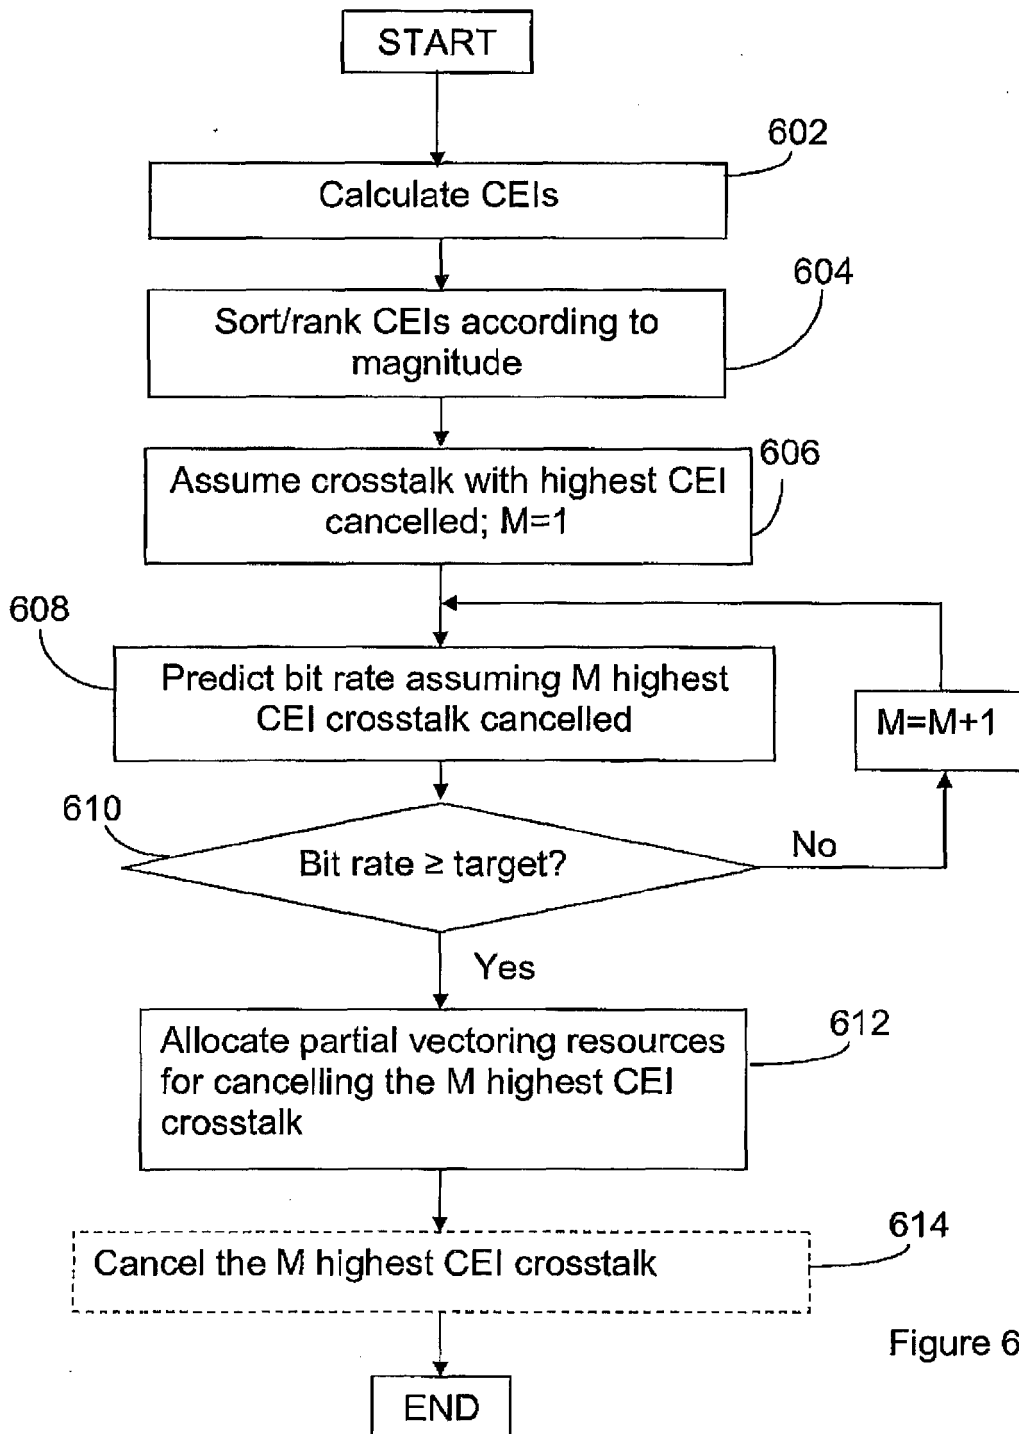 START
602
Calculate CEIs
604
Sort/rank CEIs according to
magnitude
606
Assume crosstalk with highest CEI
cancelled; M=1
608
Predict bit rate assuming M highest
CEI crosstalk cancelled
M=M+1
610
Bit rate ≥ target?
No
Yes
612
Allocate partial vectoring resources
for cancelling the M highest CEI
crosstalk
614
Cancel the M highest CEI crosstalk
Figure 6
END